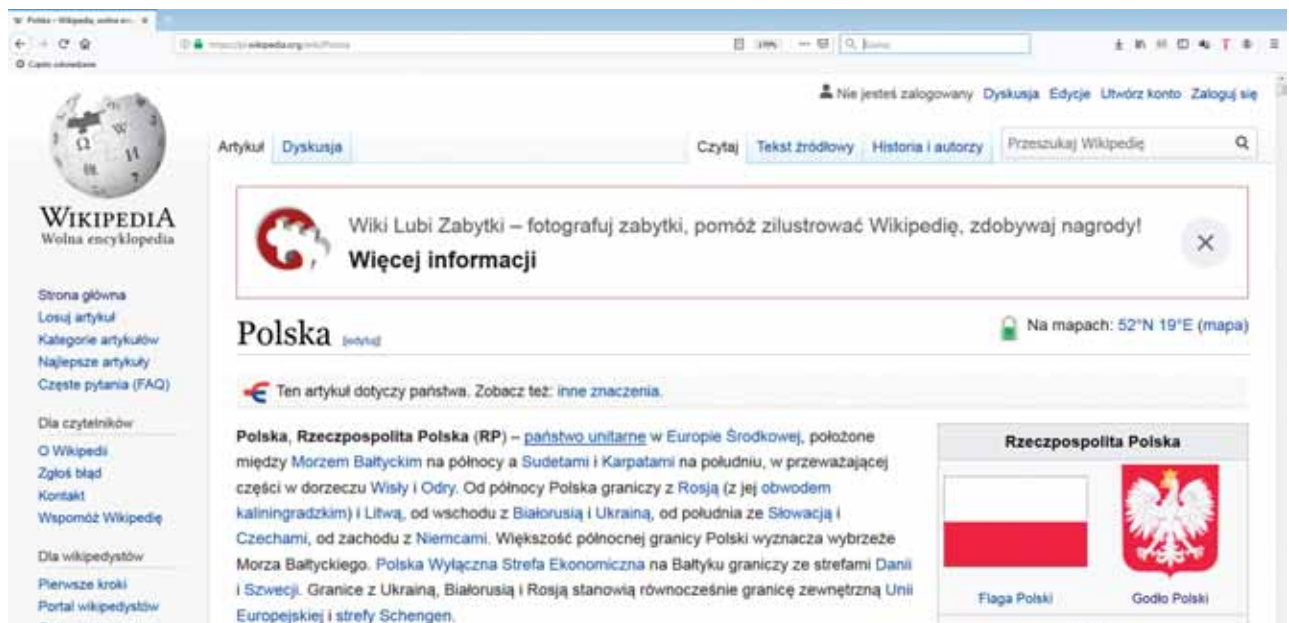 Polska - Wikipedia, wolna
Często odwiedzane
Nie jesteś zalogowany Dyskusja Edycje Utwórz konto Zaloguj się
Artykuł Dyskusja
Czytaj Tekst źródłowy Historia i autorzy Przeszukaj Wikipedię
WIKIPEDIA
Wolna encyklopedia
Strona główna
Losuj artykuł
Kategorie artykułów
Najlepsze artykuły
Częste pytania (FAQ)
Dla czytelników
O Wikipedii
Zgłoś błąd
Kontakt
Wspomóż Wikipedię
Dla wikipedystów
Pierwsze kroki
Portal wikipedystów
Wiki Lubi Zabytki – fotografuj zabytki, pomóż zilustrować Wikipedię, zdobywaj nagrody!
Więcej informacji
Polska [edytuj]
Na mapach: 52°N 19°E (mapa)
Ten artykuł dotyczy państwa. Zobacz też: inne znaczenia.
Polska, Rzeczpospolita Polska (RP) – państwo unitarne w Europie Środkowej, położone
między Morzem Bałtyckim na północy a Sudetami i Karpatami na południu, w przeważającej
części w dorzeczu Wisły i Odry. Od północy Polska graniczy z Rosją (z jej obwodem
kaliningradzkim) i Litwą, od wschodu z Białorusią i Ukrainą, od południa ze Słowacją i
Czechami, od zachodu z Niemcami. Większość północnej granicy Polski wyznacza wybrzeże
Morza Bałtyckiego. Polska Wyłączna Strefa Ekonomiczna na Bałtyku graniczy ze strefami Danii
i Szwecji. Granice z Ukrainą, Białorusią i Rosją stanowią równocześnie granicę zewnętrzną Unii
Europejskiej i strefy Schengen.
Rzeczpospolita Polska
Flaga Polski Godło Polski